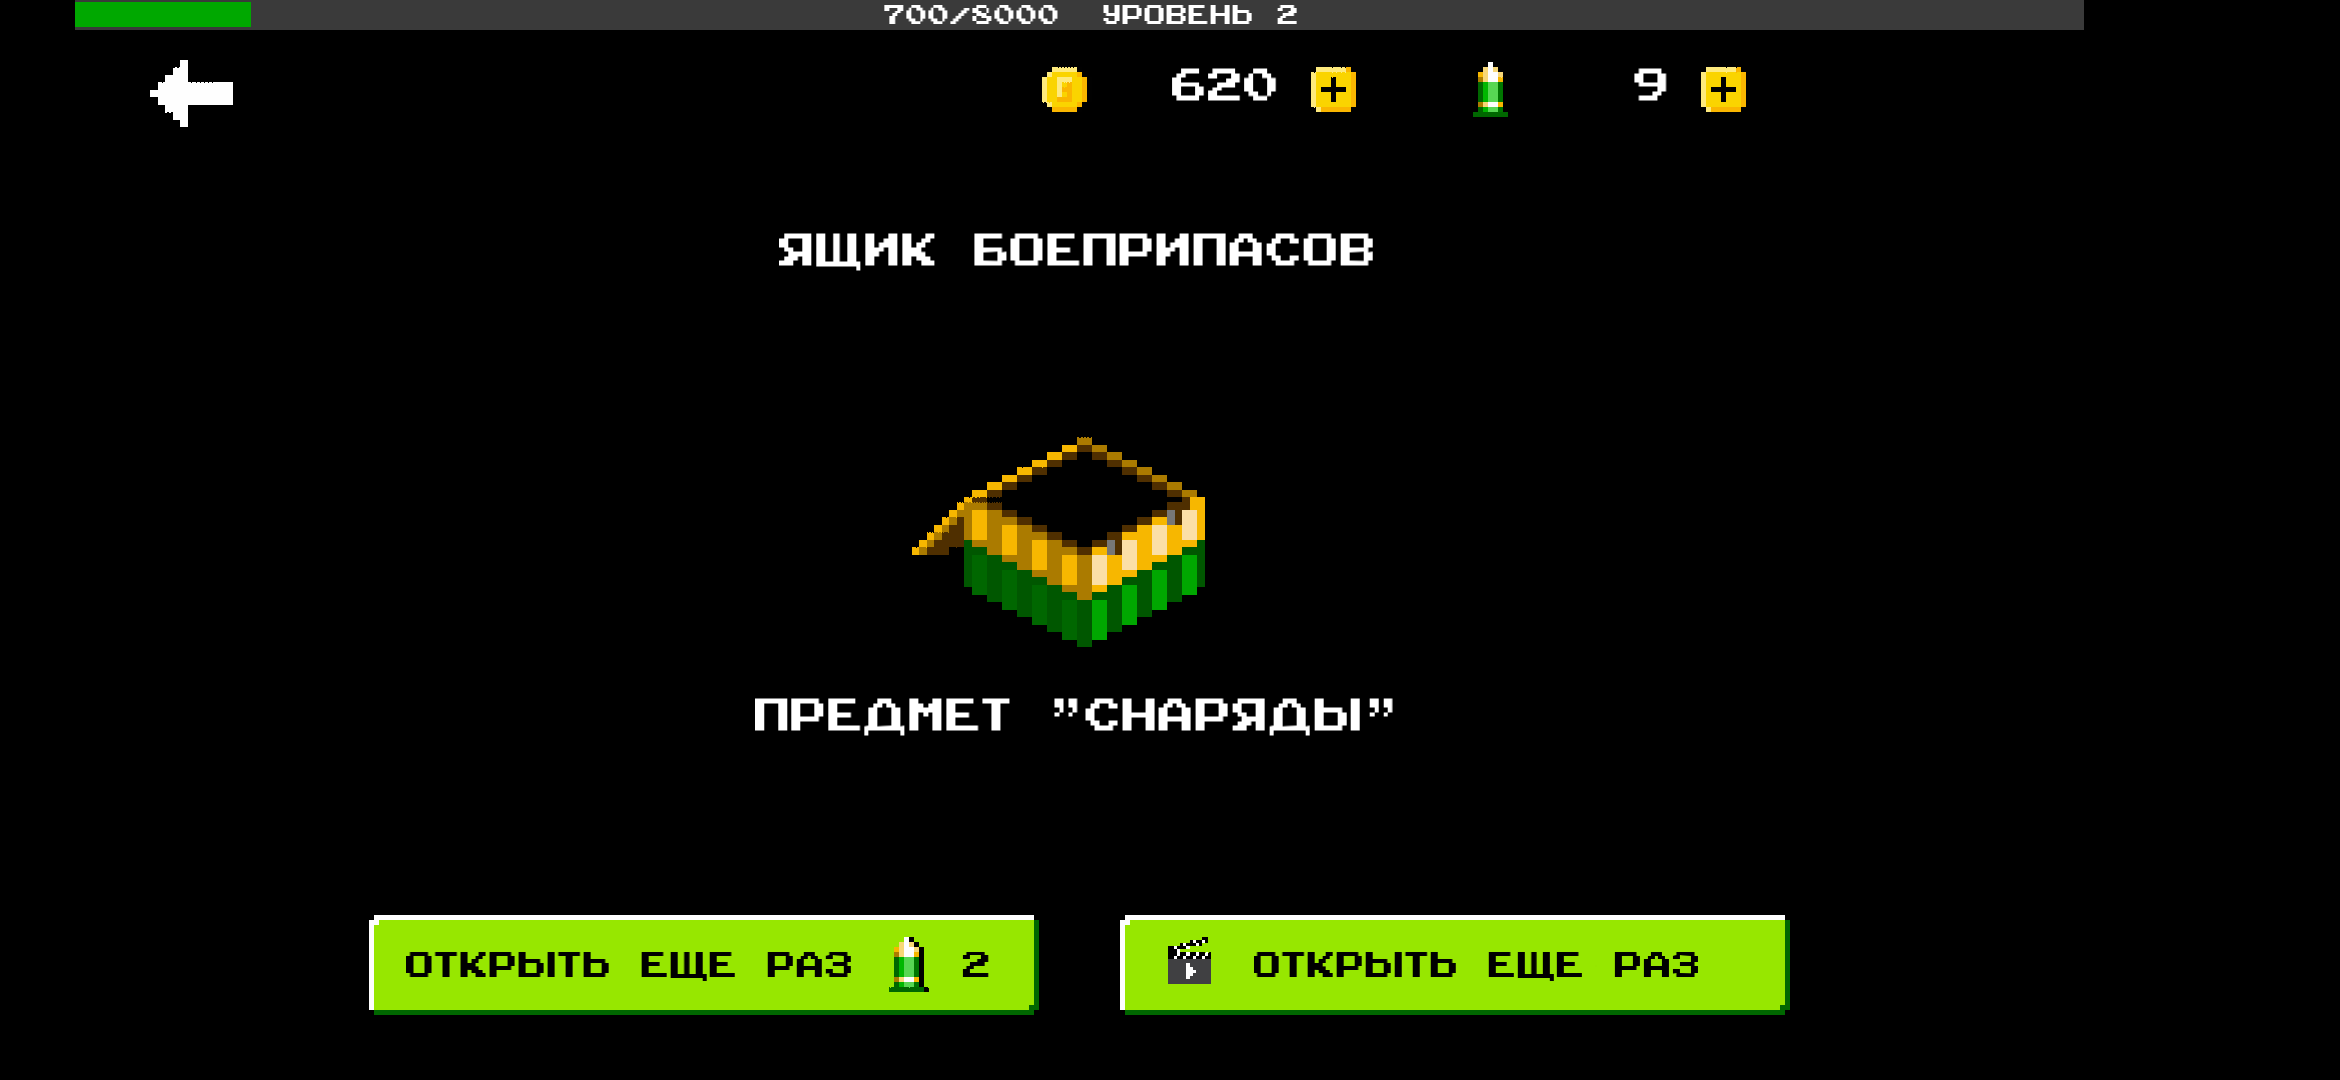 700/8000 УРОВЕНЬ 2
620 9
ЯЩИК БОЕПРИПАСОВ
ПРЕДМЕТ "СНАРЯДЫ"
ОТКРЫТЬ ЕЩЕ РАЗ 2
ОТКРЫТЬ ЕЩЕ РАЗ